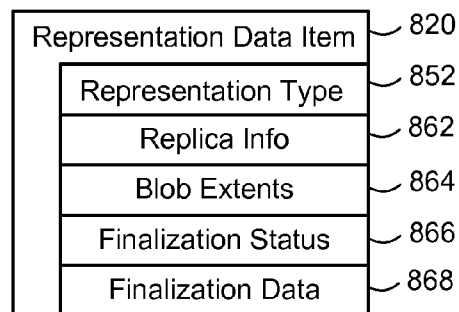 Representation Data Item 820
Representation Type 852
Replica Info 862
Blob Extents 864
Finalization Status 866
Finalization Data 868